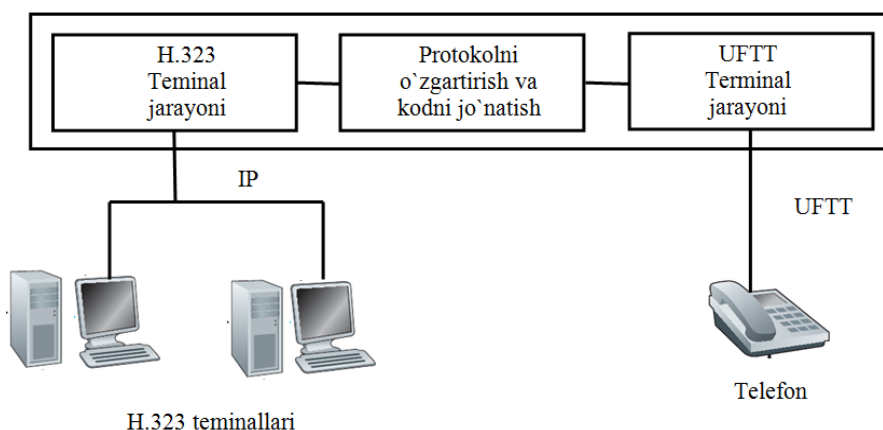 H.323
Teminal
jarayoni
Protokolni
o`zgartirish va
kodni jo`natish
UFTT
Terminal
jarayoni
IP
UFTT
Telefon
H.323 teminallari